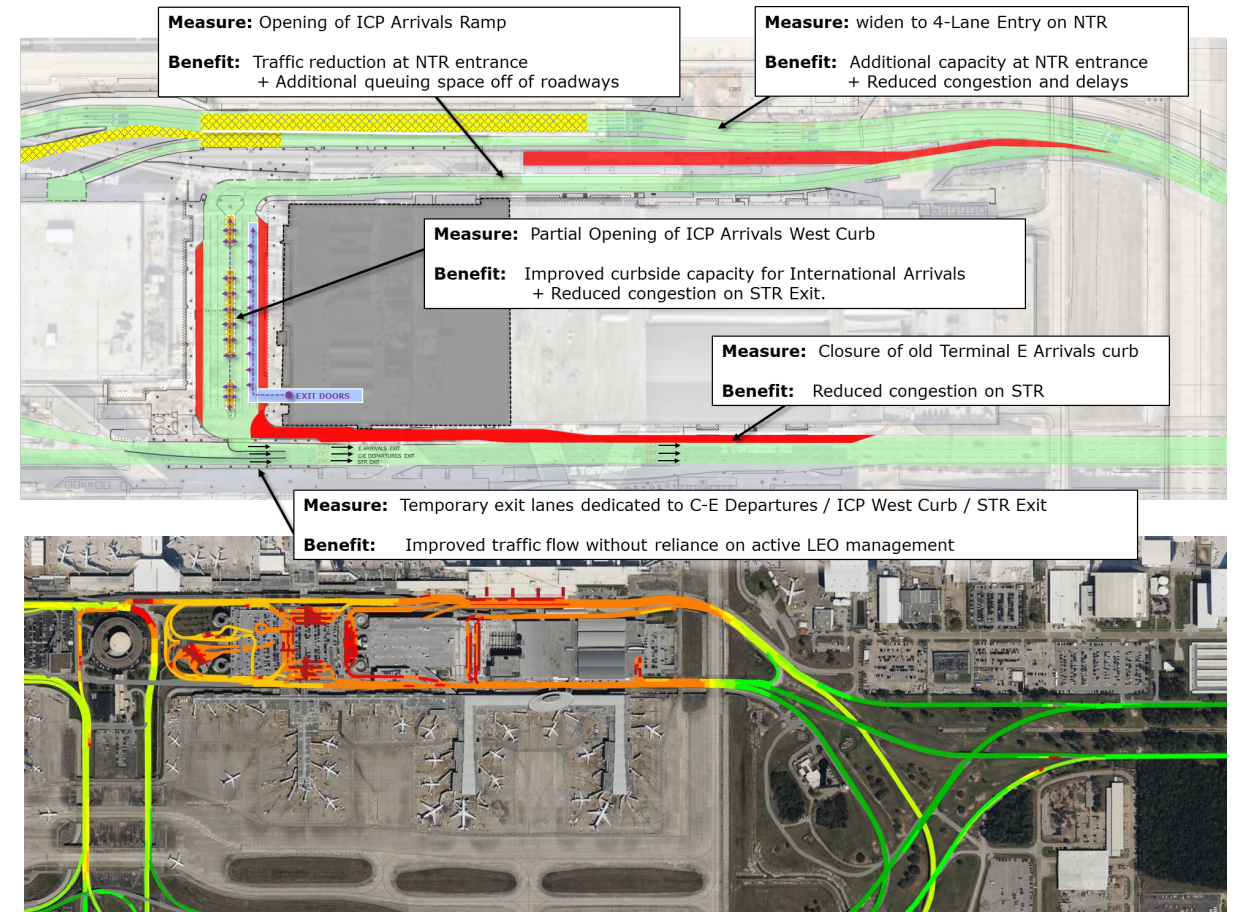 Measure: Opening of ICP Arrivals Ramp
Benefit: Traffic reduction at NTR entrance
+ Additional queuing space off of roadways
Measure: widen to 4-Lane Entry on NTR
Benefit: Additional capacity at NTR entrance
+ Reduced congestion and delays
Measure: Partial Opening of ICP Arrivals West Curb
Benefit: Improved curbside capacity for International Arrivals
+ Reduced congestion on STR Exit.
Measure: Closure of old Terminal E Arrivals curb
Benefit: Reduced congestion on STR
EXIT DOORS
E ARRIVALS EXIT
C/E DEPARTURES EXIT
STR EXIT
Measure: Temporary exit lanes dedicated to C-E Departures / ICP West Curb / STR Exit
Benefit: Improved traffic flow without reliance on active LEO management